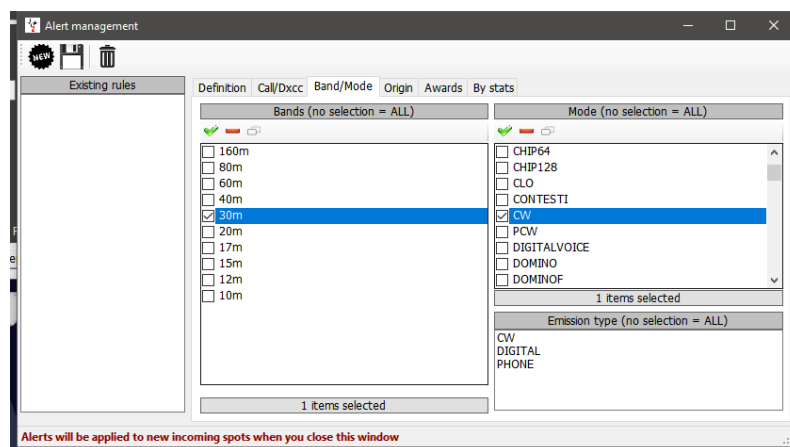 Alert management
NEW
Existing rules
Definition Call/Dxcc Band/Mode Origin Awards By stats
Bands (no selection = ALL)
160m
80m
60m
40m
30m
20m
17m
15m
12m
10m
1 items selected
Mode (no selection = ALL)
CHIP64
CHIP128
CLO
CONTESTI
CW
PCW
DIGITALVOICE
DOMINO
DOMINOF
1 items selected
Emission type (no selection = ALL)
CW
DIGITAL
PHONE
Alerts will be applied to new incoming spots when you close this window